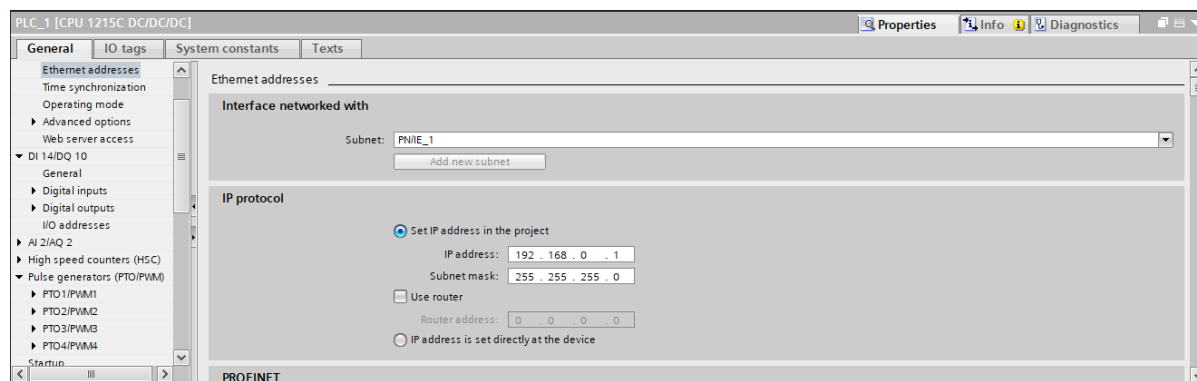 PLC_1 [CPU 1215C DC/DC/DC]
Properties Info Diagnostics
General IO tags System constants Texts
Ethernet addresses
Time synchronization
Operating mode
Advanced options
Web server access
DI 14/DQ 10
General
Digital inputs
Digital outputs
I/O addresses
AI 2/AQ 2
High speed counters (HSC)
Pulse generators (PTO/PWM)
PTO1/PWM1
PTO2/PWM2
PTO3/PWM3
PTO4/PWM4
Startup
Ethernet addresses
Interface networked with
Subnet: PN/IE_1
Add new subnet
IP protocol
Set IP address in the project
IP address: 192 . 168 . 0 . 1
Subnet mask: 255 . 255 . 255 . 0
Use router
Router address: 0 . 0 . 0 . 0
IP address is set directly at the device
PROFINET